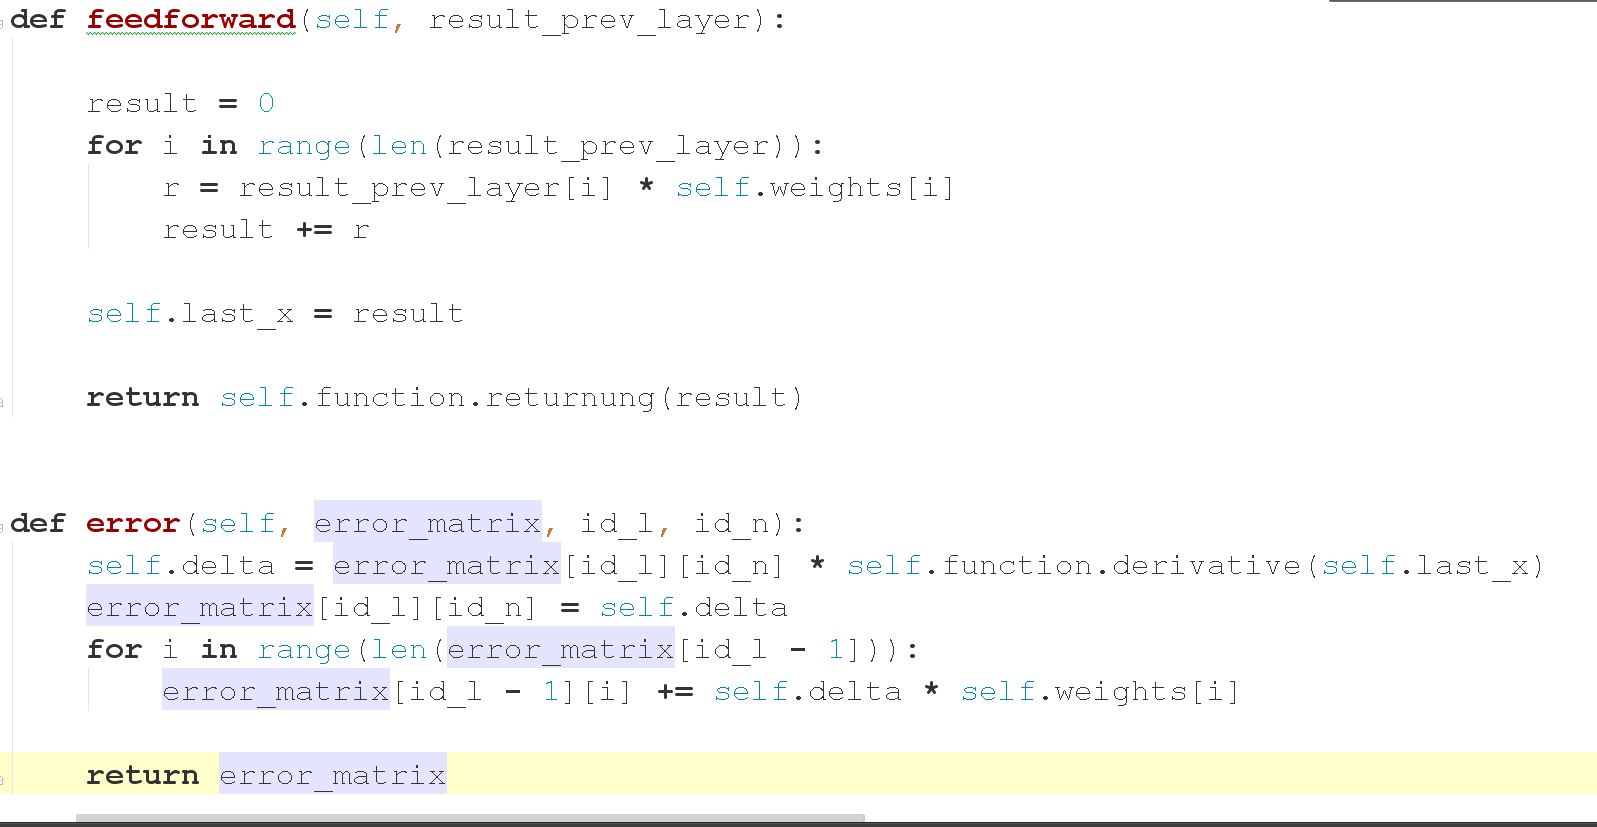 def feedforward(self, result_prev_layer):
result = 0
for i in range(len(result_prev_layer)):
r = result_prev_layer[i] * self.weights[i]
result += r
self.last_x = result
return self.function.returnung(result)
def error(self, error_matrix, id_l, id_n):
self.delta = error_matrix[id_l][id_n] * self.function.derivative(self.last_x)
error_matrix[id_l][id_n] = self.delta
for i in range(len(error_matrix[id_l - 1])):
error_matrix[id_l - 1][i] += self.delta * self.weights[i]
return error_matrix